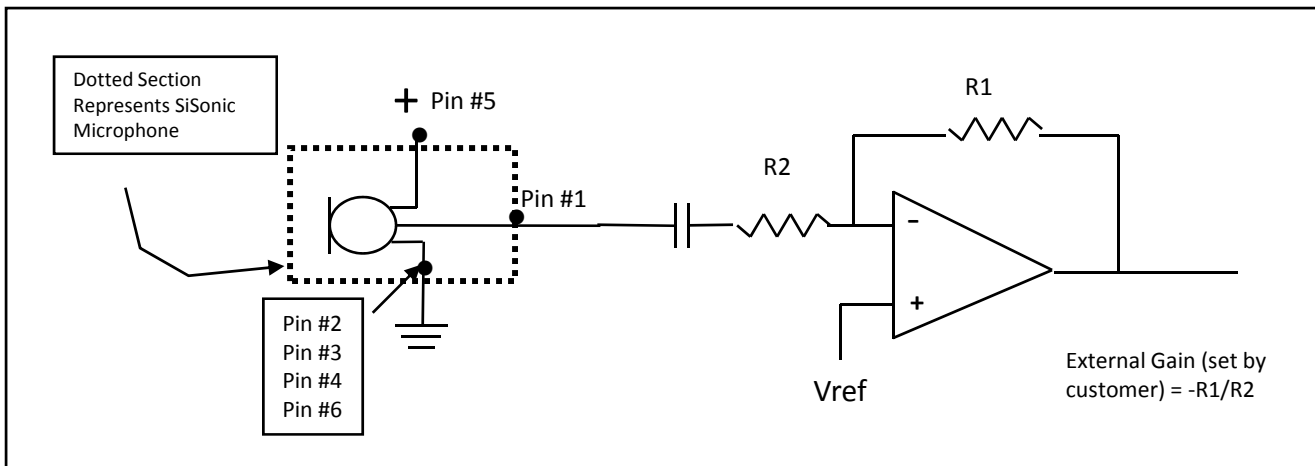 Dotted Section
Represents SiSonic
Microphone
+ Pin #5
Pin #1
Pin #2
Pin #3
Pin #4
Pin #6
R2
R1
-
+
Vref
External Gain (set by
customer) = -R1/R2